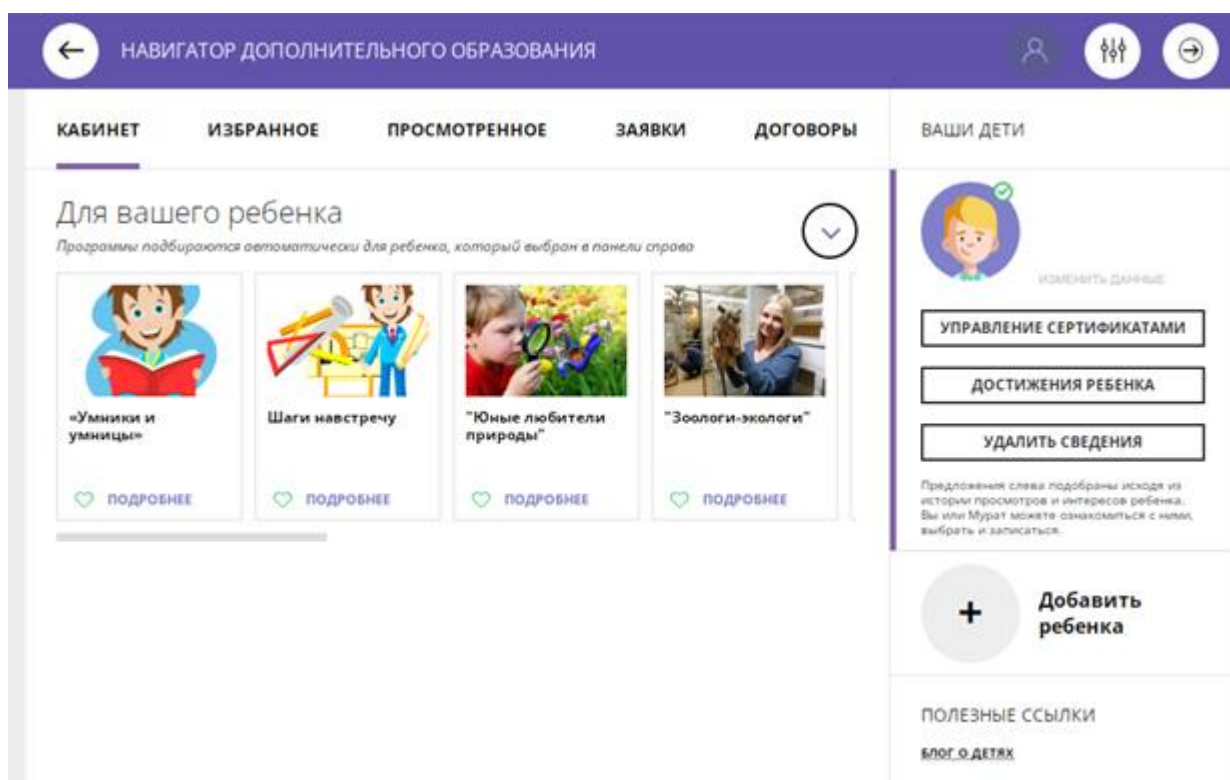 НАВИГАТОР ДОПОЛНИТЕЛЬНОГО ОБРАЗОВАНИЯ
КАБИНЕТ
ИЗБРАННОЕ
ПРОСМОТРЕННОЕ
ЗАЯВКИ
ДОГОВОРЫ
Для вашего ребенка
Программы подбираются автоматически для ребенка, который выбран в панели справа
«Умники и
умницы»
ПОДРОБНЕЕ
Шаги навстречу
ПОДРОБНЕЕ
"Юные любители
природы"
ПОДРОБНЕЕ
"Зоологи-экологи"
ПОДРОБНЕЕ
ВАШИ ДЕТИ
ИЗМЕНИТЬ ДАННЫЕ
УПРАВЛЕНИЕ СЕРТИФИКАТАМИ
ДОСТИЖЕНИЯ РЕБЕНКА
УДАЛИТЬ СВЕДЕНИЯ
Предложения слева подобраны исходя из
истории просмотров и интересов ребенка.
Вы или Мурат можете ознакомиться с ними,
выбрать и записаться.
+
Добавить
ребенка
ПОЛЕЗНЫЕ ССЫЛКИ
БЛОГ О ДЕТЯХ